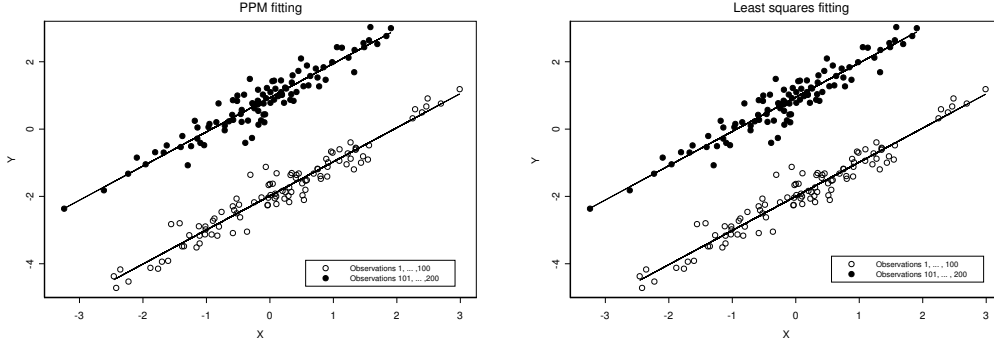 PPM fitting
Y
2
0
-2
-4
-3
-2
-1
0
1
2
3
X
Observations 1, ... ,100
Observations 101, ... ,200
Least squares fitting
Y
2
0
-2
-4
-3
-2
-1
0
1
2
3
X
Observations 1, ... , 100
Observations 101, ... , 200